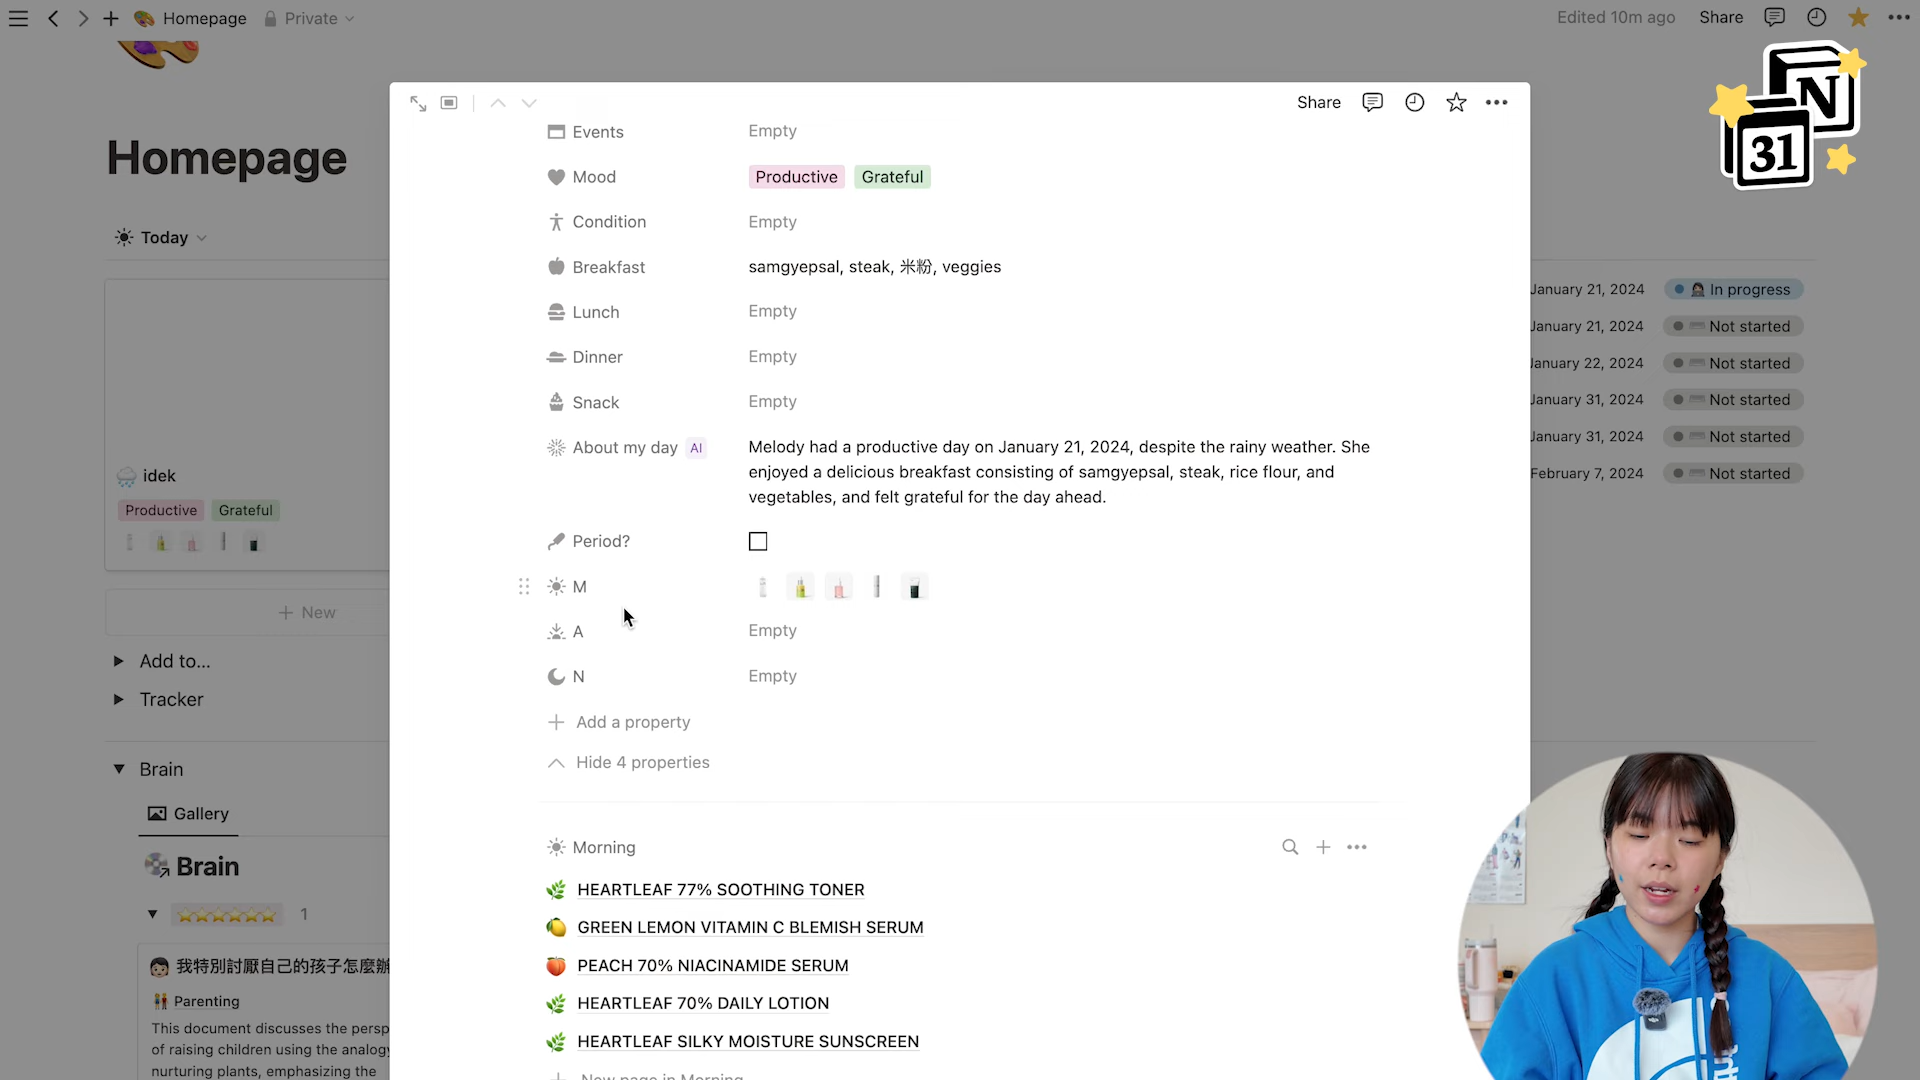 Homepage
Private
Edited 10m ago
Share
N
31
Homepage
Today
idek
Productive
Grateful
New
Add to...
Tracker
Brain
Gallery
Brain
1
我特別討厭自己的孩子怎麼辦
Parenting
This document discusses the persp
of raising children using the analogy
nurturing plants, emphasizing the
Share
Events
Empty
Mood
Productive
Grateful
Condition
Empty
Breakfast
samgyepsal, steak, 米粉, veggies
Lunch
Empty
Dinner
Empty
Snack
Empty
About my day
AI
Melody had a productive day on January 21, 2024, despite the rainy weather. She
enjoyed a delicious breakfast consisting of samgyepsal, steak, rice flour, and
vegetables, and felt grateful for the day ahead.
Period?
M
A
Empty
N
Empty
Add a property
Hide 4 properties
Morning
HEARTLEAF 77% SOOTHING TONER
GREEN LEMON VITAMIN C BLEMISH SERUM
PEACH 70% NIACINAMIDE SERUM
HEARTLEAF 70% DAILY LOTION
HEARTLEAF SILKY MOISTURE SUNSCREEN
New page in Morning
January 21, 2024
In progress
January 21, 2024
Not started
January 22, 2024
Not started
January 31, 2024
Not started
January 31, 2024
Not started
February 7, 2024
Not started